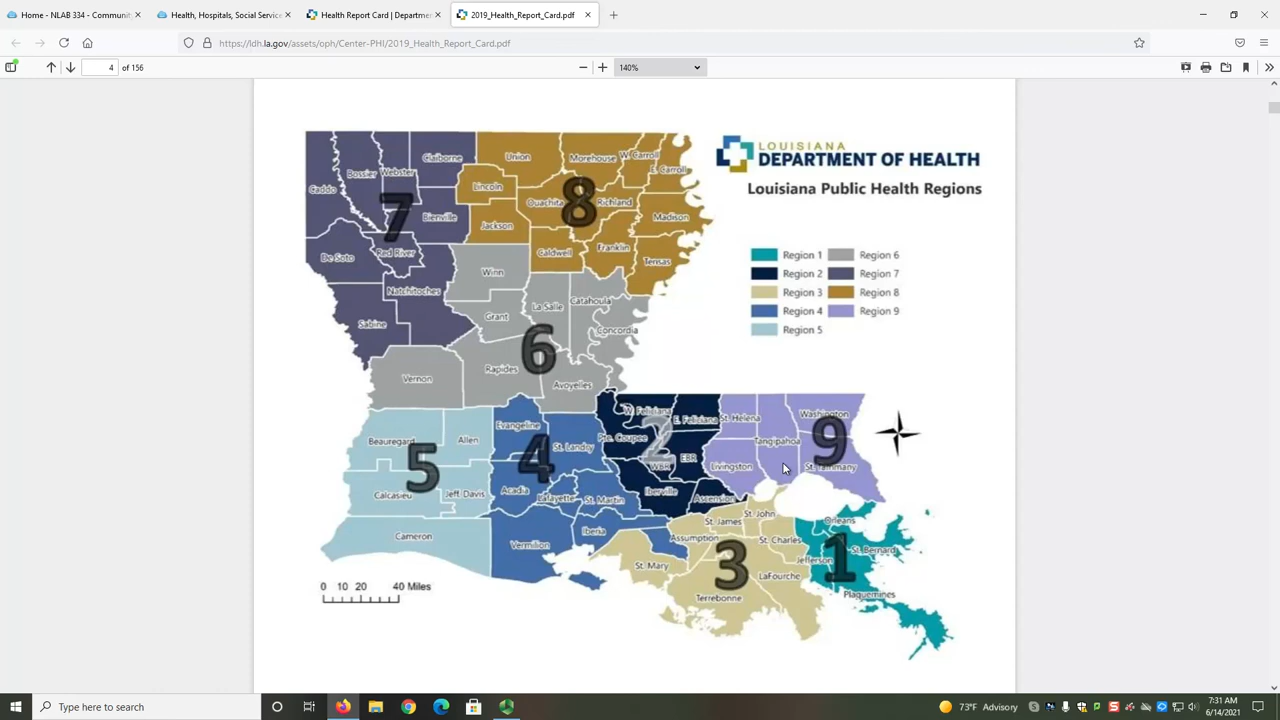 Home - NLAB 334 - Communit
Health, Hospitals, Social Service
Health Report Card | Departmen
2019_Health_Report_Card.pdf
https://ldh.la.gov/assets/oph/Center-PHI/2019_Health_Report_Card.pdf
4 of 156
140%
LOUISIANA
DEPARTMENT OF HEALTH
Louisiana Public Health Regions
Region 1 Region 6
Region 2 Region 7
Region 3 Region 8
Region 4 Region 9
Region 5
Caddo Bossier Webster Claiborne Union Morehouse W. Carroll E. Carroll
Lincoln Ouachita Richland Madison
7 8
Bienville Jackson
De Soto Red River Caldwell Franklin Tensas
Winn
Natchitoches La Salle Catahoula
Sabine Grant Concordia
6
Vernon Rapides Avoyelles
W. Feliciana E. Feliciana St. Helena Washington
Evangeline
Beauregard Allen St. Landry Pte. Coupee Tangipahoa
5 4 2 9
EBR WBR Livingston St. Tammany
Calcasieu Jeff. Davis Acadia Lafayette St. Martin Iberville Ascension
St. James St. John Orleans
Cameron Vermilion Iberia Assumption St. Charles St. Bernard
3 1
Jefferson
St. Mary LaFourche
Terrebonne Plaquemines
0 10 20 40 Miles
Type here to search
73°F Advisory
7:31 AM
6/14/2021